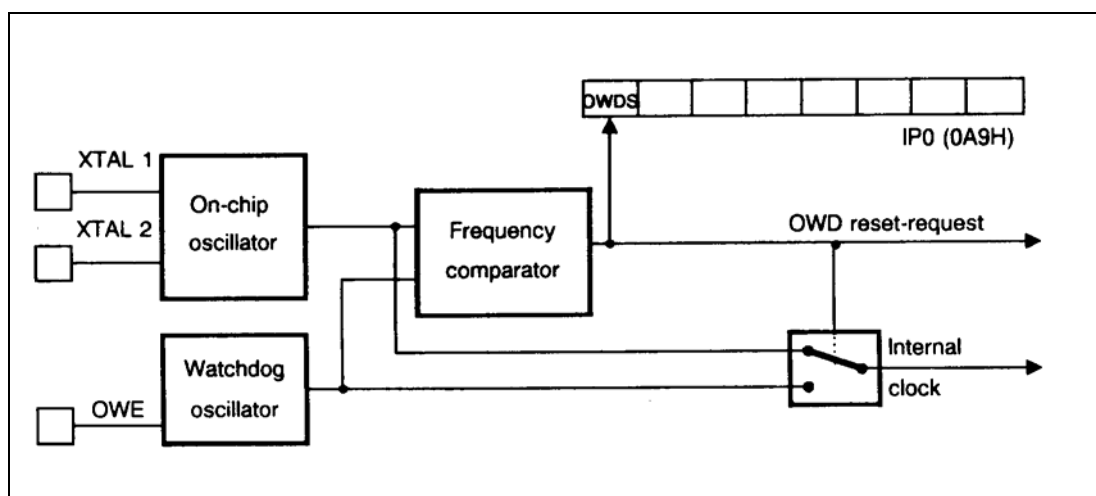 OWDS
IP0 (0A9H)
XTAL 1
On-chip
oscillator
XTAL 2
Frequency
comparator
OWD reset-request
Watchdog
oscillator
OWE
Internal
clock